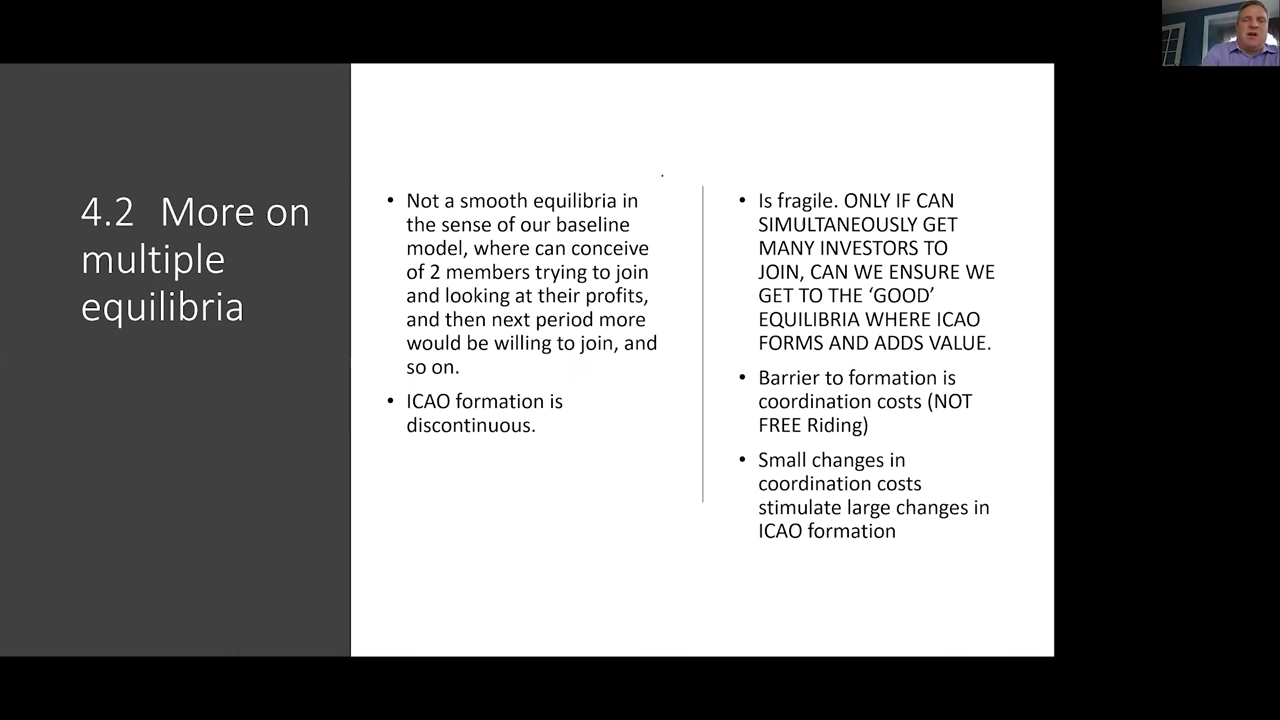 4.2 More on
multiple
equilibria
• Not a smooth equilibria in
the sense of our baseline
model, where can conceive
of 2 members trying to join
and looking at their profits,
and then next period more
would be willing to join, and
so on.
• ICAO formation is
discontinuous.
• Is fragile. ONLY IF CAN
SIMULTANEOUSLY GET
MANY INVESTORS TO
JOIN, CAN WE ENSURE WE
GET TO THE ‘GOOD’
EQUILIBRIA WHERE ICAO
FORMS AND ADDS VALUE.
• Barrier to formation is
coordination costs (NOT
FREE Riding)
• Small changes in
coordination costs
stimulate large changes in
ICAO formation